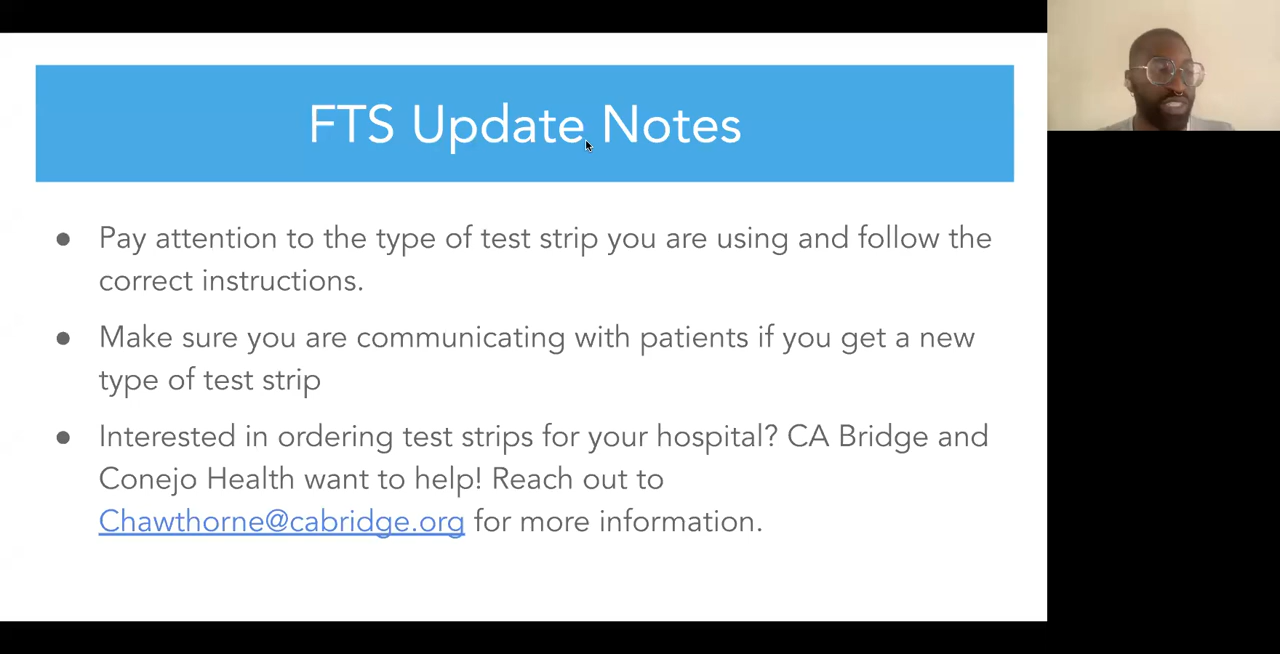 FTS Update Notes
● Pay attention to the type of test strip you are using and follow the
correct instructions.
● Make sure you are communicating with patients if you get a new
type of test strip
● Interested in ordering test strips for your hospital? CA Bridge and
Conejo Health want to help! Reach out to
Chawthorne@cabridge.org for more information.